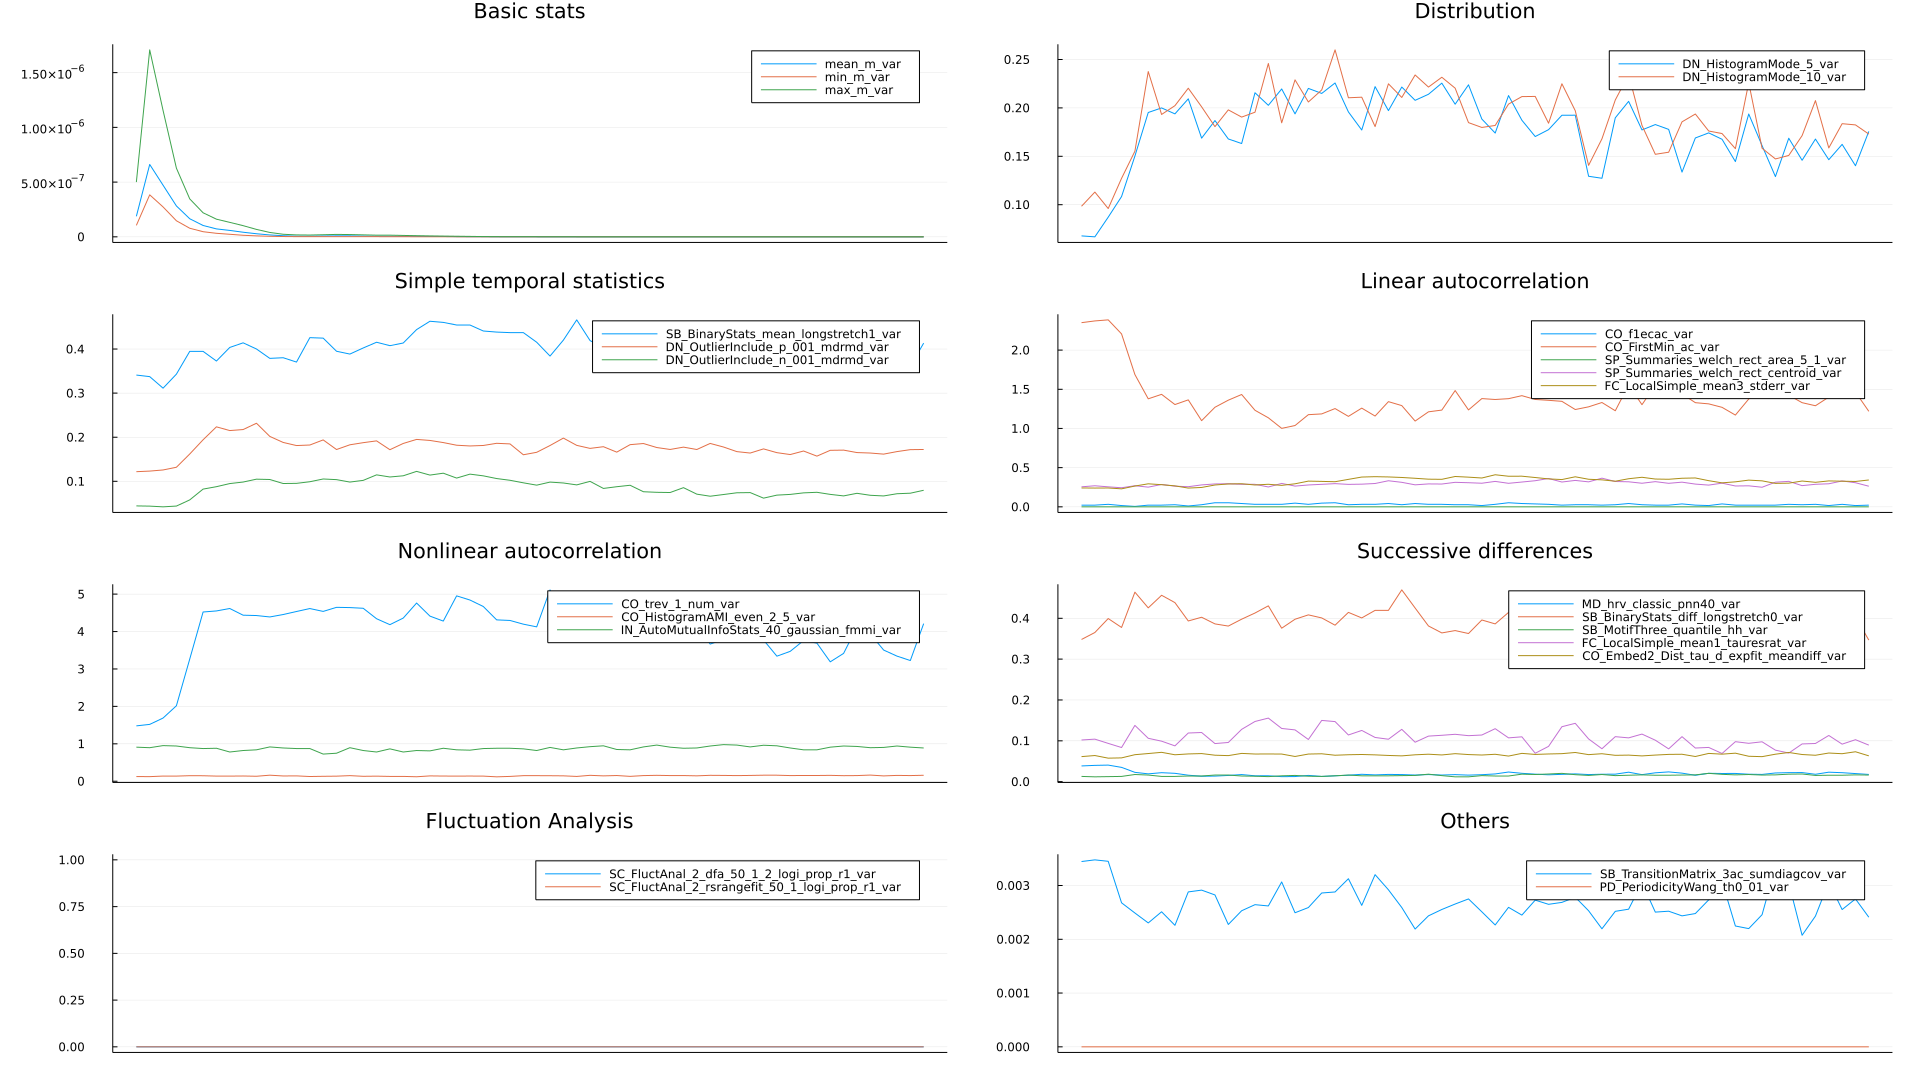 Basic stats
1.50×10⁻⁶
1.00×10⁻⁶
5.00×10⁻⁷
0
mean_m_var
min_m_var
max_m_var
Distribution
0.25
0.20
0.15
0.10
DN_HistogramMode_5_var
DN_HistogramMode_10_var
Simple temporal statistics
0.4
0.3
0.2
0.1
SB_BinaryStats_mean_longstretch1_var
DN_OutlierInclude_p_001_mdrmd_var
DN_OutlierInclude_n_001_mdrmd_var
Linear autocorrelation
2.0
1.5
1.0
0.5
0.0
CO_f1ecac_var
CO_FirstMin_ac_var
SP_Summaries_welch_rect_area_5_1_var
SP_Summaries_welch_rect_centroid_var
FC_LocalSimple_mean3_stderr_var
Nonlinear autocorrelation
5
4
3
2
1
0
CO_trev_1_num_var
CO_HistogramAMI_even_2_5_var
IN_AutoMutualInfoStats_40_gaussian_fmmi_var
Successive differences
0.4
0.3
0.2
0.1
0.0
MD_hrv_classic_pnn40_var
SB_BinaryStats_diff_longstretch0_var
SB_MotifThree_quantile_hh_var
FC_LocalSimple_mean1_tauresrat_var
CO_Embed2_Dist_tau_d_expfit_meandiff_var
Fluctuation Analysis
1.00
0.75
0.50
0.25
0.00
SC_FluctAnal_2_dfa_50_1_2_logi_prop_r1_var
SC_FluctAnal_2_rsrangefit_50_1_logi_prop_r1_var
Others
0.003
0.002
0.001
0.000
SB_TransitionMatrix_3ac_sumdiagcov_var
PD_PeriodicityWang_th0_01_var